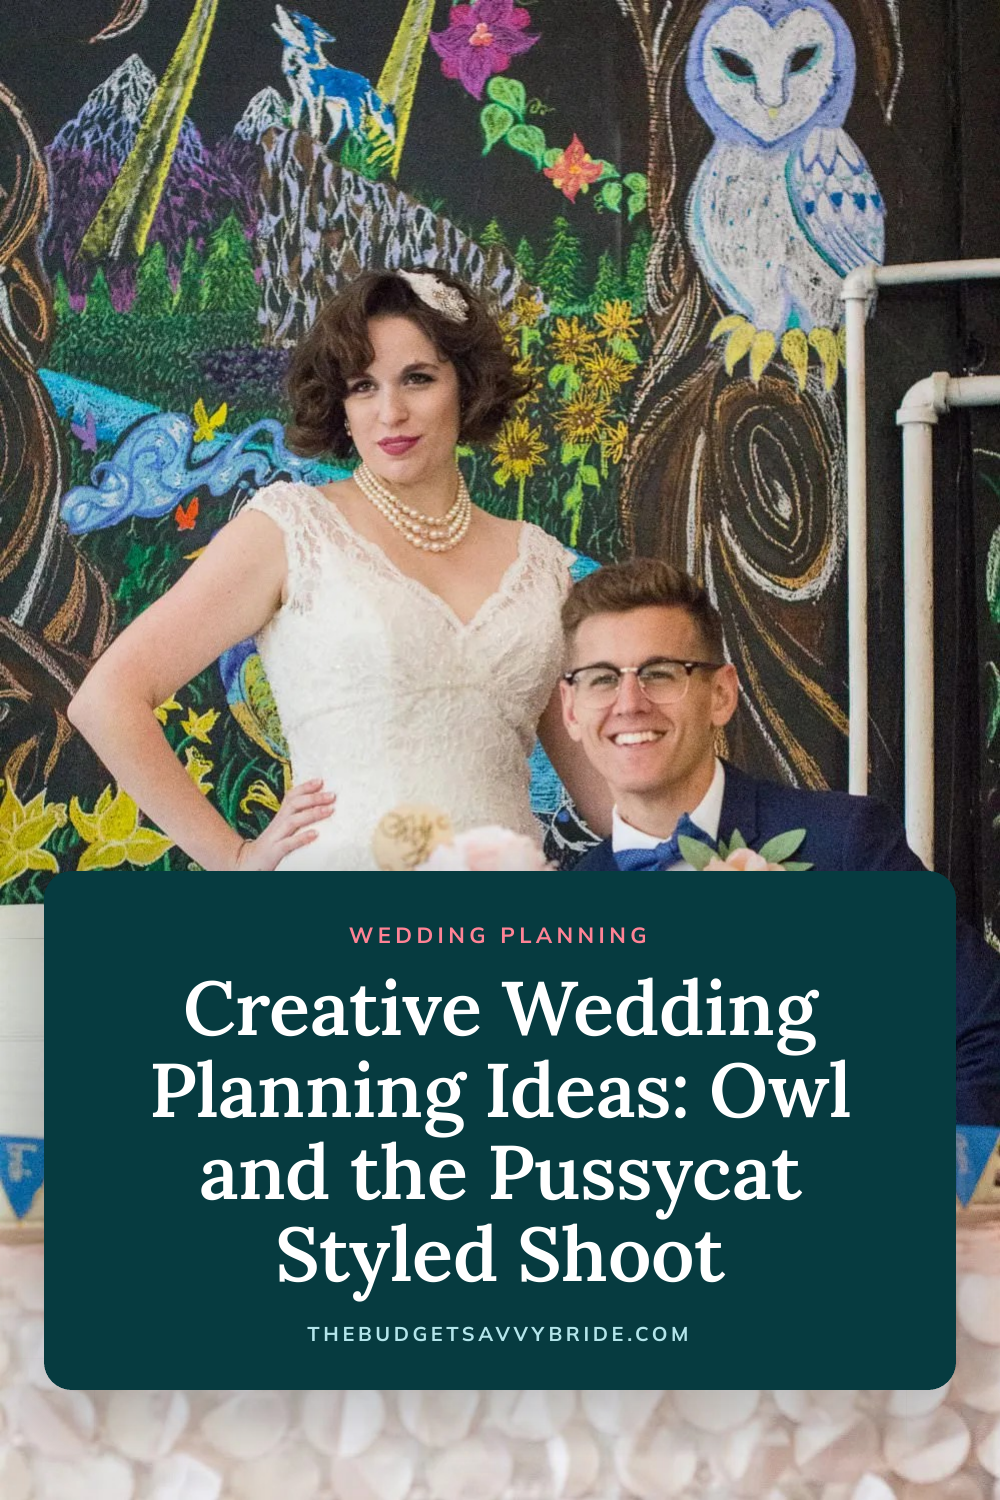 WEDDING PLANNING
Creative Wedding
Planning Ideas: Owl
and the Pussycat
Styled Shoot
THEBUDGETSAVVYBRIDE.COM